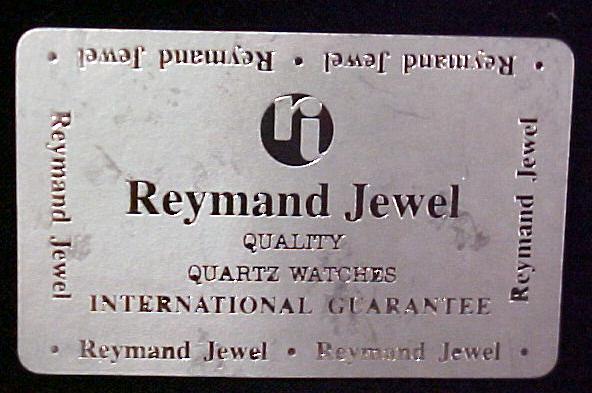 • Reymand Jewel • Reymand Jewel •
Reymand Jewel
Reymand Jewel
rj
Reymand Jewel
QUALITY
QUARTZ WATCHES
INTERNATIONAL GUARANTEE
• Reymand Jewel • Reymand Jewel •